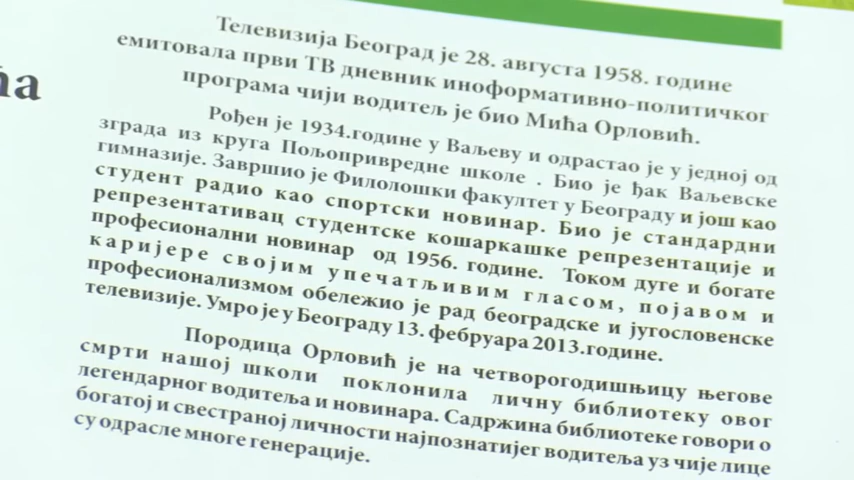 ћа
Телевизија Београд је 28. августа 1958. године
емитовала први ТВ дневник иноформативно-политичког
програма чији водитељ је био Мића Орловић.
Рођен је 1934.године у Ваљеву и одрастао је у једној од
зграда из круга Пољопривредне школе . Био је ђак Ваљевске
гимназије. Завршио је Филолошки факултет у Београду и још као
студент радио као спортски новинар. Био је стандардни
репрезентативац студентске кошаркашке репрезентације и
професионални новинар од 1956. године. Током дуге и богате
каријере својим упечатљивим гласом, појавом и
професионализмом обележио је рад београдске и југословенске
телевизије. Умро је у Београду 13. фебруара 2013.године.
Породица Орловић је на четворогодишњицу његове
смрти нашој школи поклонила личну библиотеку овог
легендарног водитеља и новинара. Садржина библиотеке говори о
богатој и свестраној личности најпознатијег водитеља уз чије лице
су одрасле многе генерације.